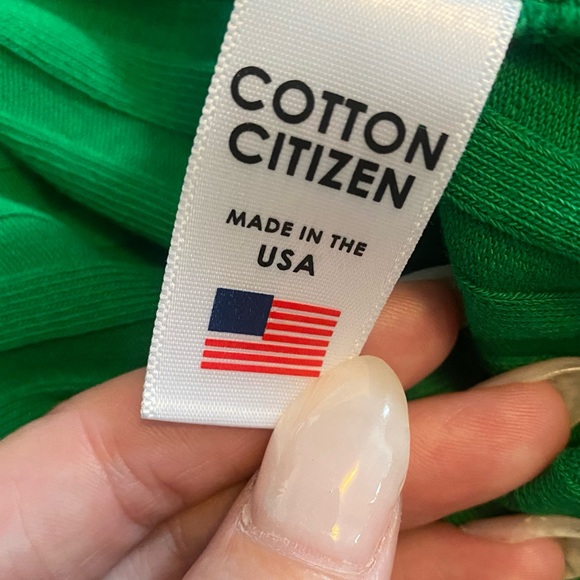 COTTON
CITIZEN
MADE IN THE
USA